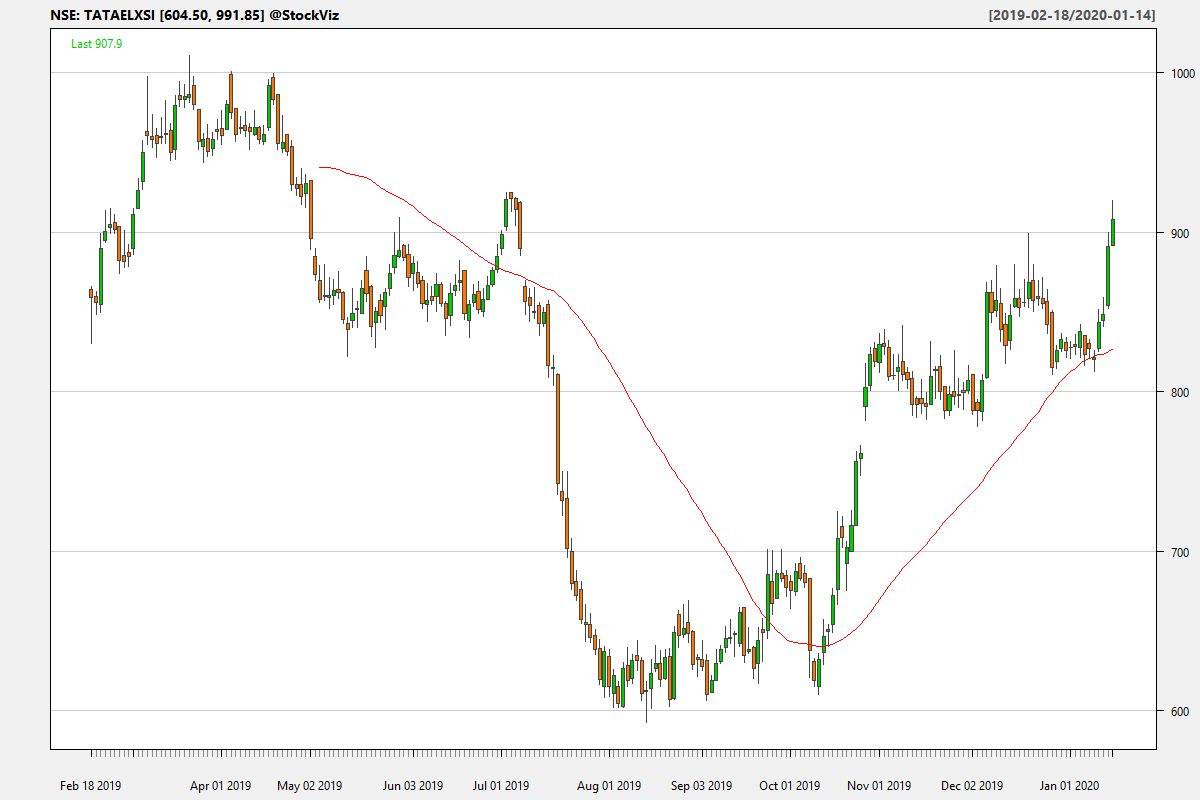 NSE: TATAELXSI [604.50, 991.85] @StockViz
[2019-02-18/2020-01-14]
Last 907.9
1000
900
800
700
600
Feb 18 2019 Apr 01 2019 May 02 2019 Jun 03 2019 Jul 01 2019 Aug 01 2019 Sep 03 2019 Oct 01 2019 Nov 01 2019 Dec 02 2019 Jan 01 2020